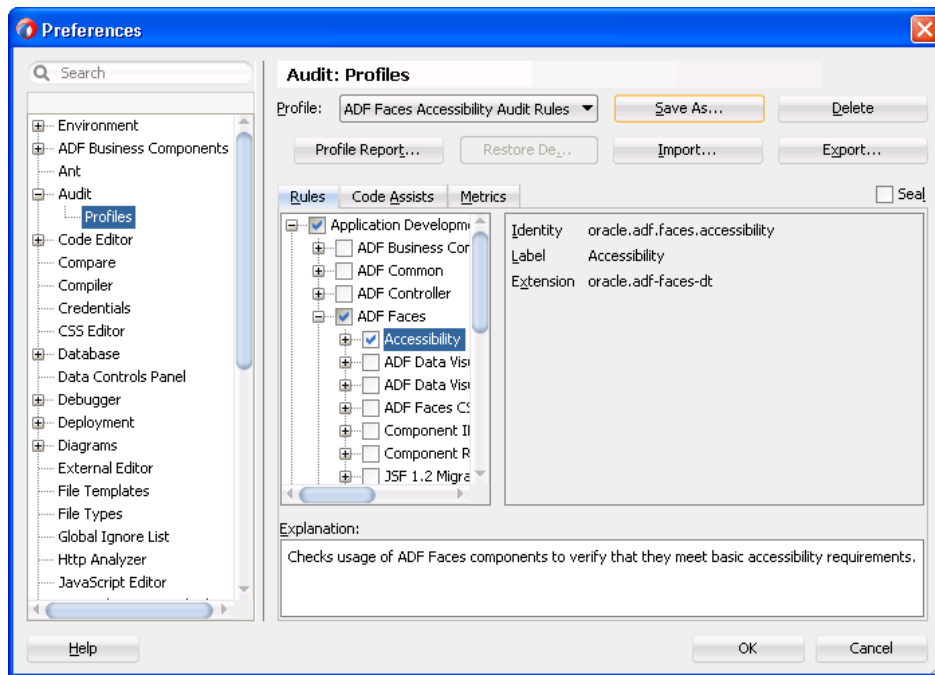 Preferences
Search
Environment
ADF Business Components
Ant
Audit
Profiles
Code Editor
Compare
Compiler
Credentials
CSS Editor
Database
Data Controls Panel
Debugger
Deployment
Diagrams
External Editor
File Templates
File Types
Global Ignore List
Http Analyzer
JavaScript Editor
Audit: Profiles
Profile: ADF Faces Accessibility Audit Rules Save As... Delete
Profile Report... Restore De... Import... Export...
Rules Code Assists Metrics Seal
Application Developm
ADF Business Cor
ADF Common
ADF Controller
ADF Faces
Accessibility
ADF Data Vis
ADF Data Vis
ADF Faces CS
Component I
Component R
JSF 1.2 Migra
Identity oracle.adf.faces.accessibility
Label Accessibility
Extension oracle.adf-faces-dt
Explanation:
Checks usage of ADF Faces components to verify that they meet basic accessibility requirements.
Help OK Cancel